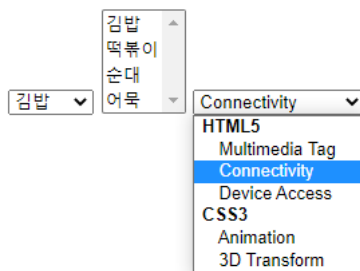 김밥
김밥
떡볶이
순대
어묵
Connectivity
HTML5
Multimedia Tag
Connectivity
Device Access
CSS3
Animation
3D Transform